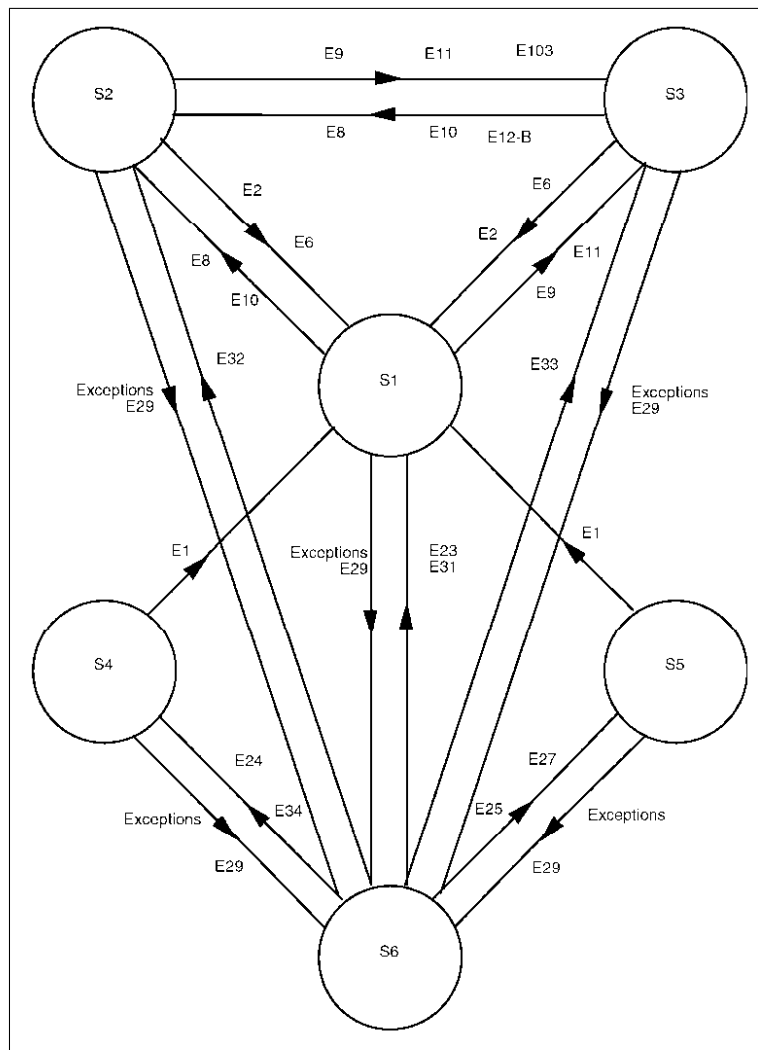 E9 E11 E103
S2 S3
E8 E10 E12-B
E2 E6
E6 E2
E8 E11
E10 E9
E32 S1 E33
Exceptions Exceptions
E29 E29
E1 Exceptions E23 E1
E29 E31
S4 S5
E24 E27
Exceptions E34 E25 Exceptions
E29 E29
S6